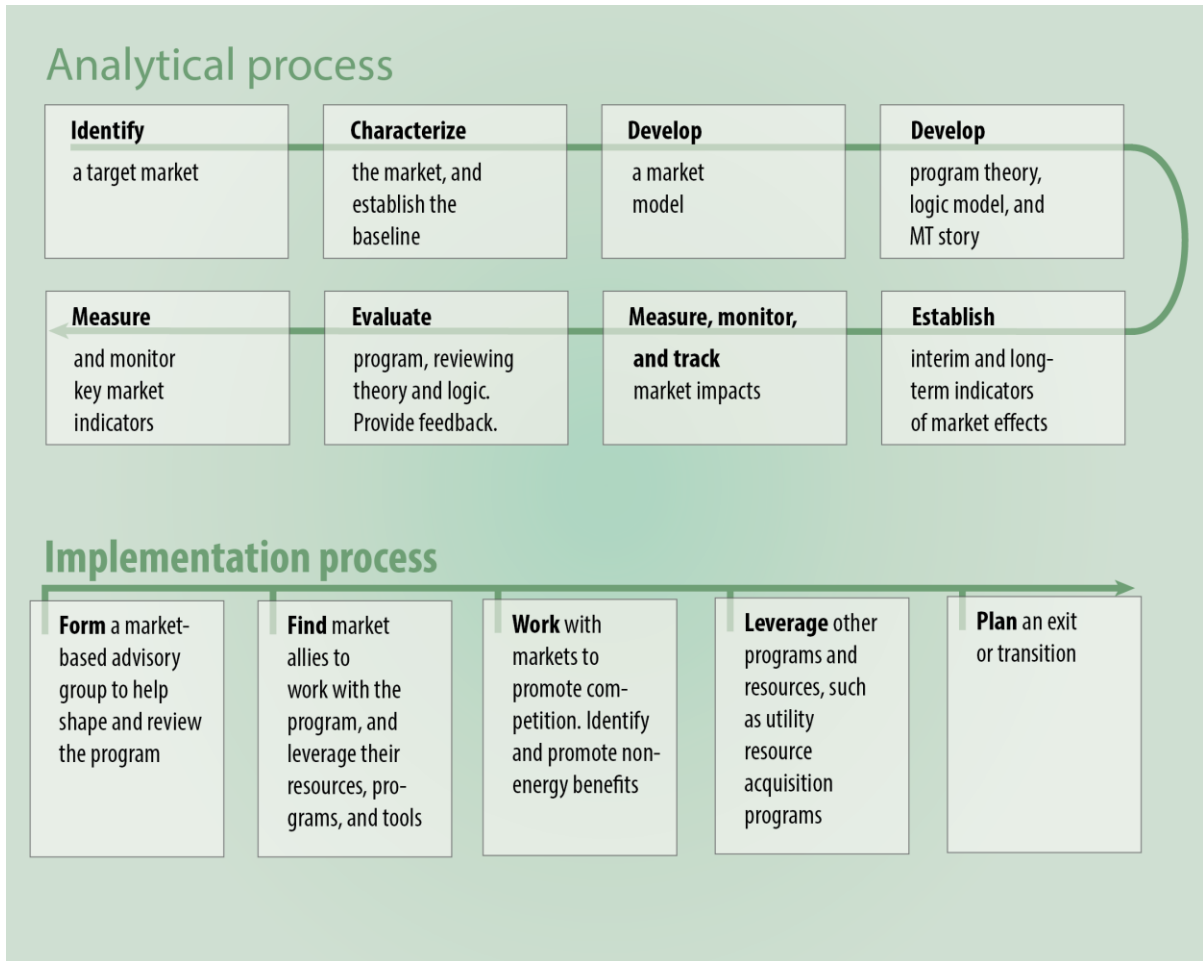 Analytical process
Identify
a target market
Characterize
the market, and
establish the
baseline
Develop
a market
model
Develop
program theory,
logic model, and
MT story
Measure
and monitor
key market
indicators
Evaluate
program, reviewing
theory and logic.
Provide feedback.
Measure, monitor,
and track
market impacts
Establish
interim and long-
term indicators
of market effects
Implementation process
Form a market-
based advisory
group to help
shape and review
the program
Find market
allies to
work with the
program, and
leverage their
resources, pro-
grams, and tools
Work with
markets to
promote com-
petition. Identify
and promote non-
energy benefits
Leverage other
programs and
resources, such
as utility
resource
acquisition
programs
Plan an exit
or transition